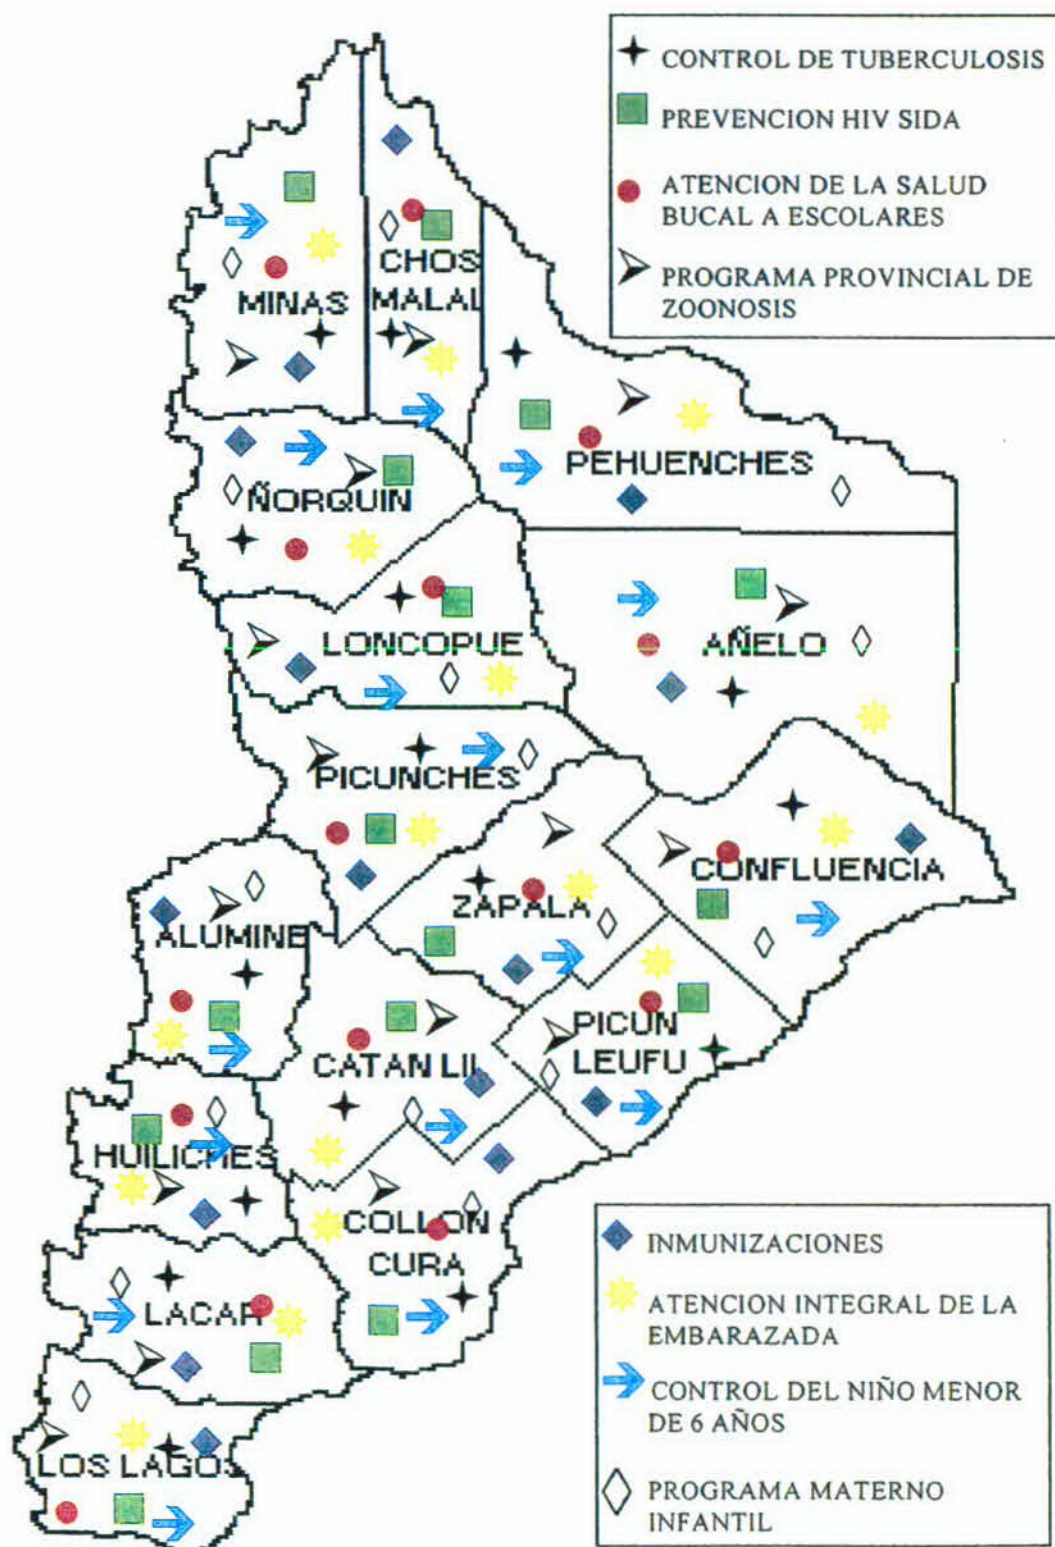 CONTROL DE TUBERCULOSIS
PREVENCION HIV SIDA
ATENCION DE LA SALUD
BUCAL A ESCOLARES
PROGRAMA PROVINCIAL DE
ZOONOSIS
CHOS
MALAL
MINAS
PEHUENCHES
ÑORQUIN
LONCOPUE
AÑELO
PICUNCHES
CONFLUENCIA
ZAPALA
ALUMINE
PICUN
LEUFU
CATAN LIL
HUILICHES
COLLON
CURA
LACAR
LOS LAGOS
INMUNIZACIONES
ATENCION INTEGRAL DE LA
EMBARAZADA
CONTROL DEL NIÑO MENOR
DE 6 AÑOS
PROGRAMA MATERNO
INFANTIL